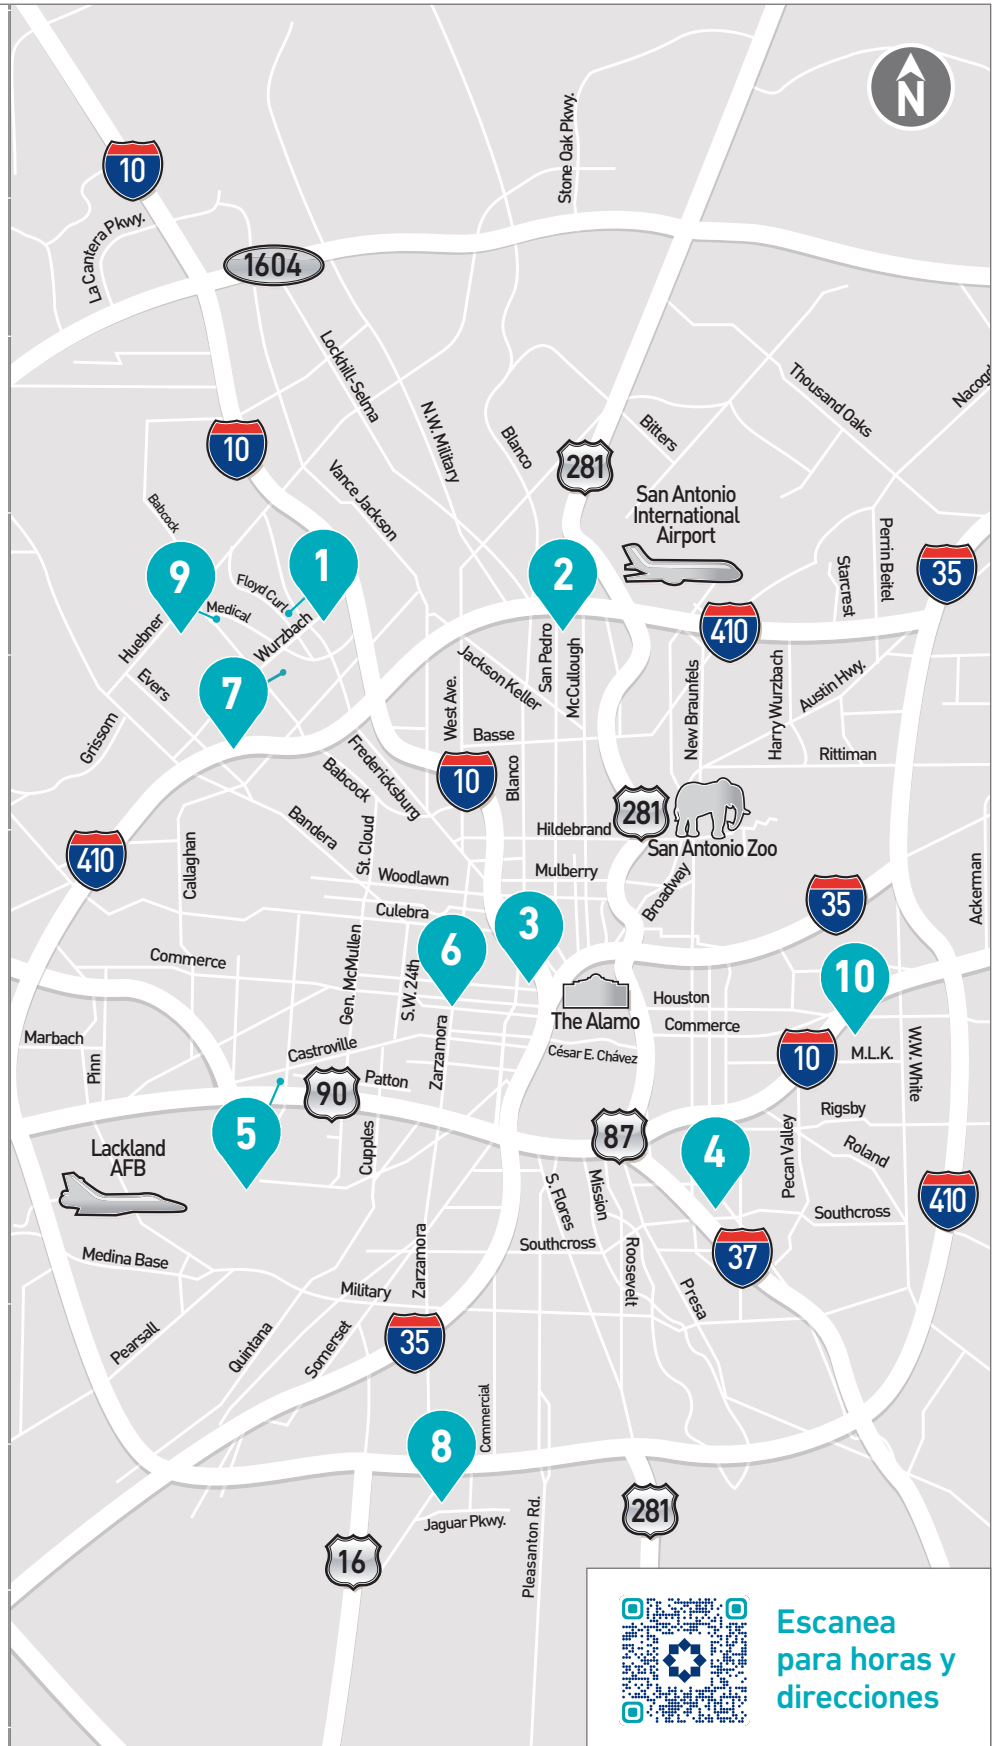 N
10
Stone Oak Pkwy.
La Cantera Pkwy.
1604
Lockhill-Selma
Thousand Oaks
N.W. Military
Blanco
Bitters
10
281
Vance Jackson
San Antonio
International
Airport
Babcock
Perrin Beitel
Starcrest
35
9
1
2
Floyd Curl
Medical
410
Huebner
Wurzbach
San Pedro
McCullough
Jackson Keller
7
Evers
West Ave.
New Braunfels
Harry Wurzbach
Austin Hwy.
Grissom
Basse
Rittiman
Fredericksburg
Babcock
10
Blanco
281
Bandera
St. Cloud
Hildebrand
San Antonio Zoo
410
Callaghan
Woodlawn
Mulberry
Broadway
35
Ackerman
Culebra
3
6
Commerce
Gen. McMullen
S.W. 24th
10
Houston
The Alamo
Commerce
Marbach
Pinn
Castroville
Zarzamora
César E. Chávez
10
M.L.K.
W.W. White
90
Patton
5
87
4
Rigsby
Lackland
AFB
Cupples
Pecan Valley
Roland
S. Flores
Mission
410
Southcross
Medina Base
Zarzamora
Southcross
Roosevelt
37
Military
Presa
Pearsall
Quintana
Somerset
35
Commercial
8
Jaguar Pkwy.
Pleasanton Rd.
281
16
Escanea
para horas y
direcciones